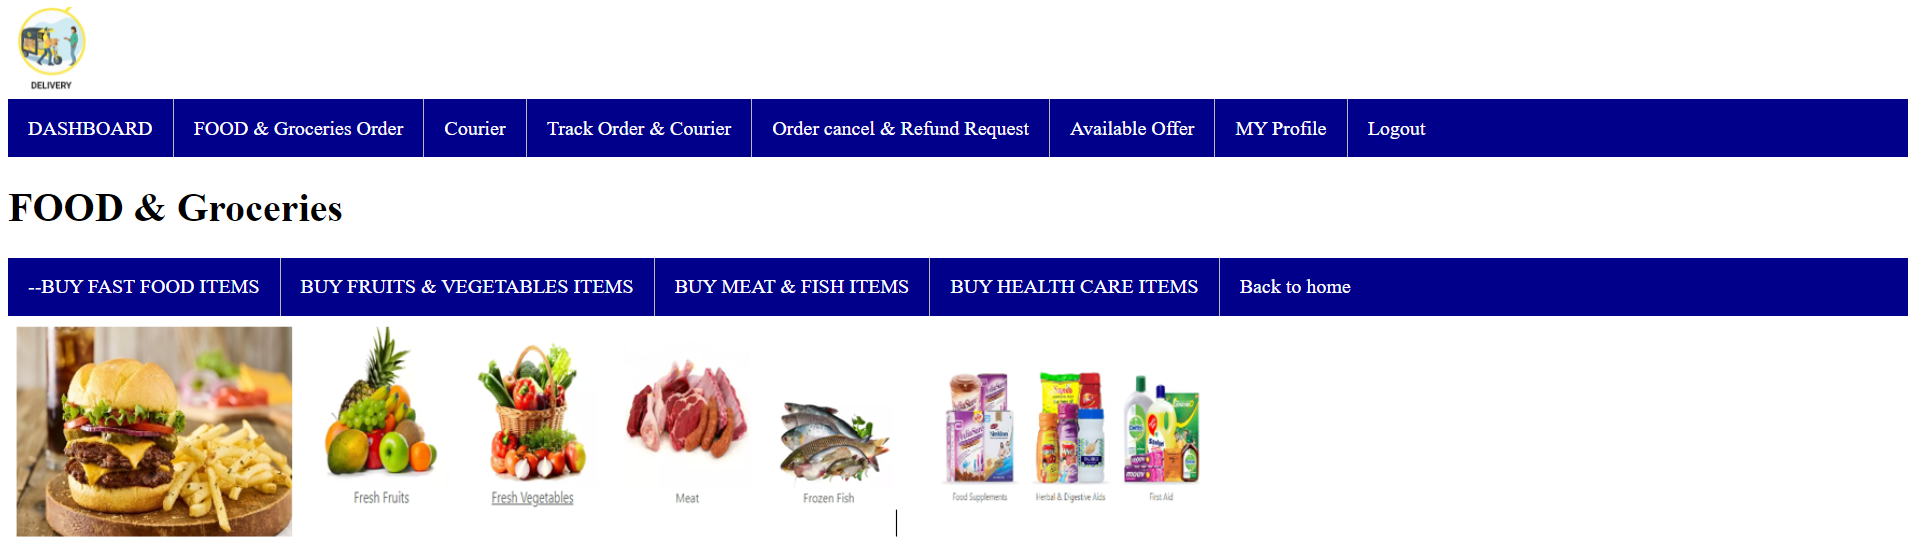 DELIVERY
DASHBOARD FOOD & Groceries Order Courier Track Order & Courier Order cancel & Refund Request Available Offer MY Profile Logout
FOOD & Groceries
--BUY FAST FOOD ITEMS BUY FRUITS & VEGETABLES ITEMS BUY MEAT & FISH ITEMS BUY HEALTH CARE ITEMS Back to home
Fresh Fruits Fresh Vegetables Meat Frozen Fish Food Supplements Herbal & Digestive Aids First Aid